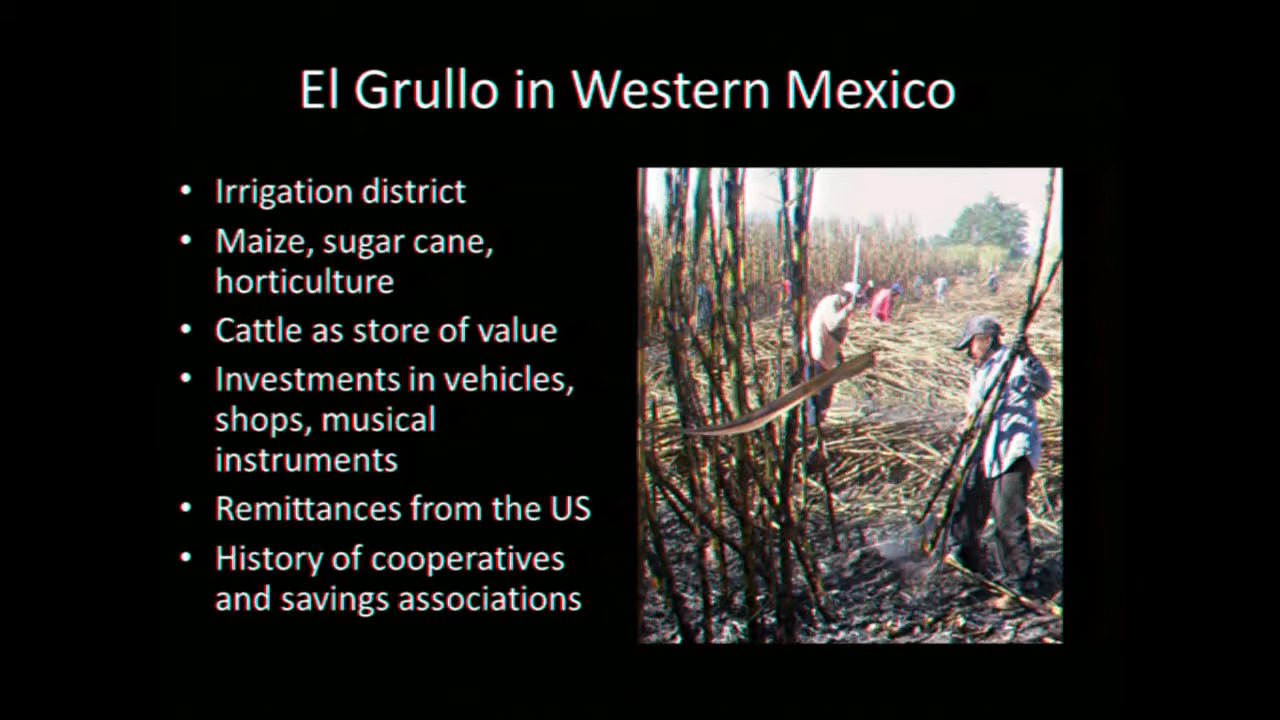 El Grullo in Western Mexico
• Irrigation district
• Maize, sugar cane,
horticulture
• Cattle as store of value
• Investments in vehicles,
shops, musical
instruments
• Remittances from the US
• History of cooperatives
and savings associations